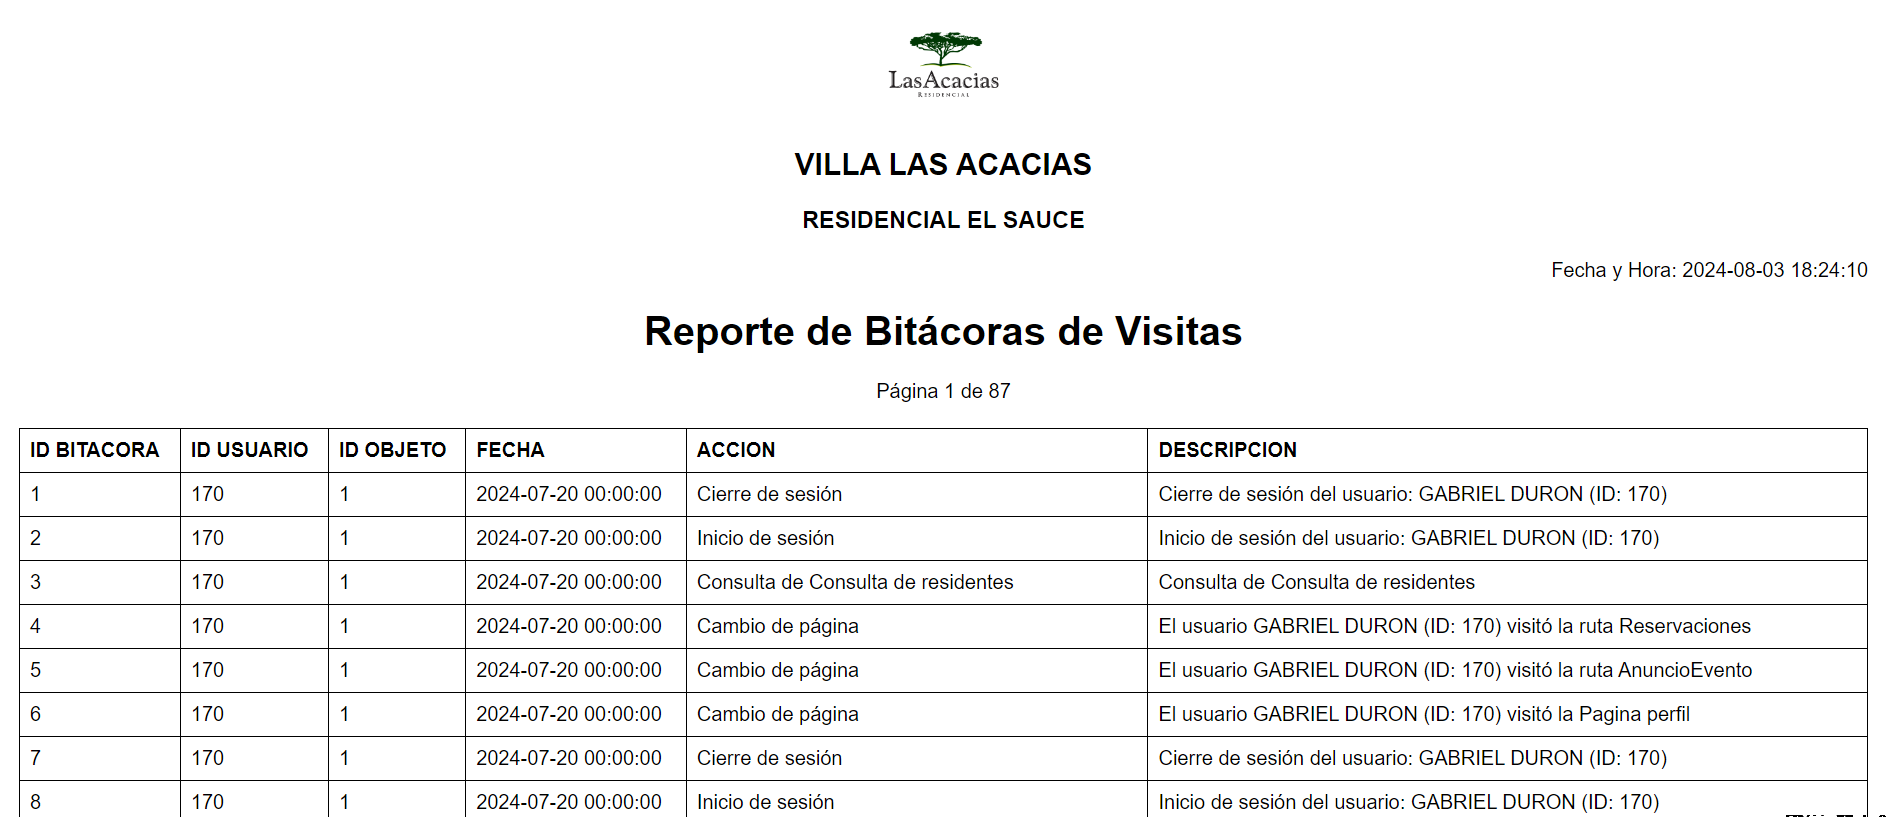 LasAcacias
RESIDENCIAL
VILLA LAS ACACIAS
RESIDENCIAL EL SAUCE
Fecha y Hora: 2024-08-03 18:24:10
Reporte de Bitácoras de Visitas
Página 1 de 87
ID BITACORA ID USUARIO ID OBJETO FECHA ACCION DESCRIPCION
1 170 1 2024-07-20 00:00:00 Cierre de sesión Cierre de sesión del usuario: GABRIEL DURON (ID: 170)
2 170 1 2024-07-20 00:00:00 Inicio de sesión Inicio de sesión del usuario: GABRIEL DURON (ID: 170)
3 170 1 2024-07-20 00:00:00 Consulta de Consulta de residentes Consulta de Consulta de residentes
4 170 1 2024-07-20 00:00:00 Cambio de página El usuario GABRIEL DURON (ID: 170) visitó la ruta Reservaciones
5 170 1 2024-07-20 00:00:00 Cambio de página El usuario GABRIEL DURON (ID: 170) visitó la ruta AnuncioEvento
6 170 1 2024-07-20 00:00:00 Cambio de página El usuario GABRIEL DURON (ID: 170) visitó la Pagina perfil
7 170 1 2024-07-20 00:00:00 Cierre de sesión Cierre de sesión del usuario: GABRIEL DURON (ID: 170)
8 170 1 2024-07-20 00:00:00 Inicio de sesión Inicio de sesión del usuario: GABRIEL DURON (ID: 170)